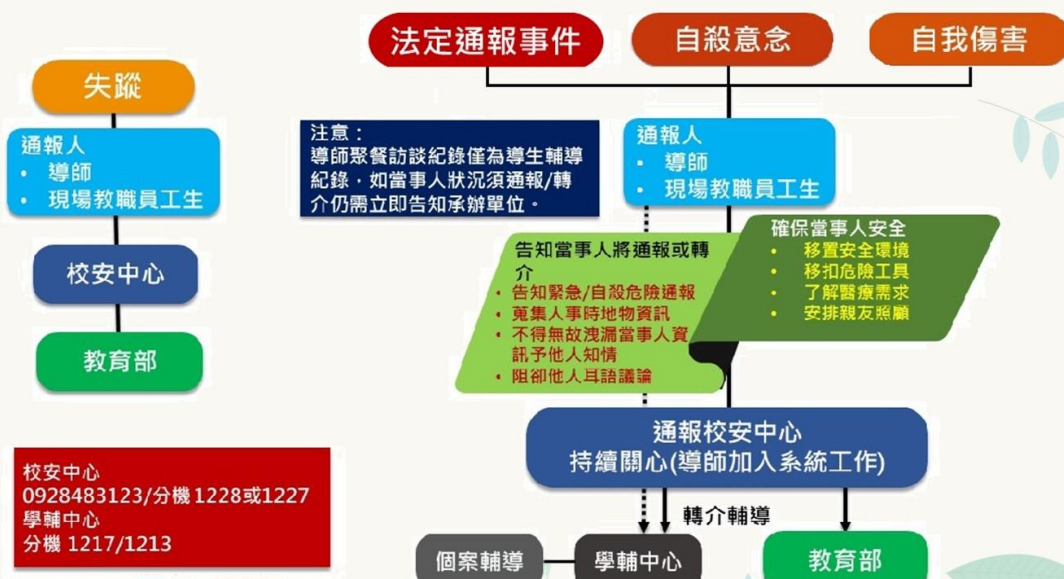 法定通報事件
自殺意念
自我傷害
失蹤
通報人
• 導師
• 現場教職員工生
校安中心
教育部
注意：
導師聚餐訪談紀錄僅為導生輔導
紀錄，如當事人狀況須通報/轉
介仍需立即告知承辦單位。
通報人
• 導師
• 現場教職員工生
告知當事人將通報或轉
介
• 告知緊急/自殺危險通報
• 蒐集人事時地物資訊
• 不得無故洩漏當事人資
訊予他人知情
• 阻卻他人耳語議論
確保當事人安全
• 移置安全環境
• 移扣危險工具
• 了解醫療需求
• 安排親友照顧
通報校安中心
持續關心(導師加入系統工作)
轉介輔導
個案輔導
學輔中心
教育部
校安中心
0928483123/分機1228或1227
學輔中心
分機 1217/1213